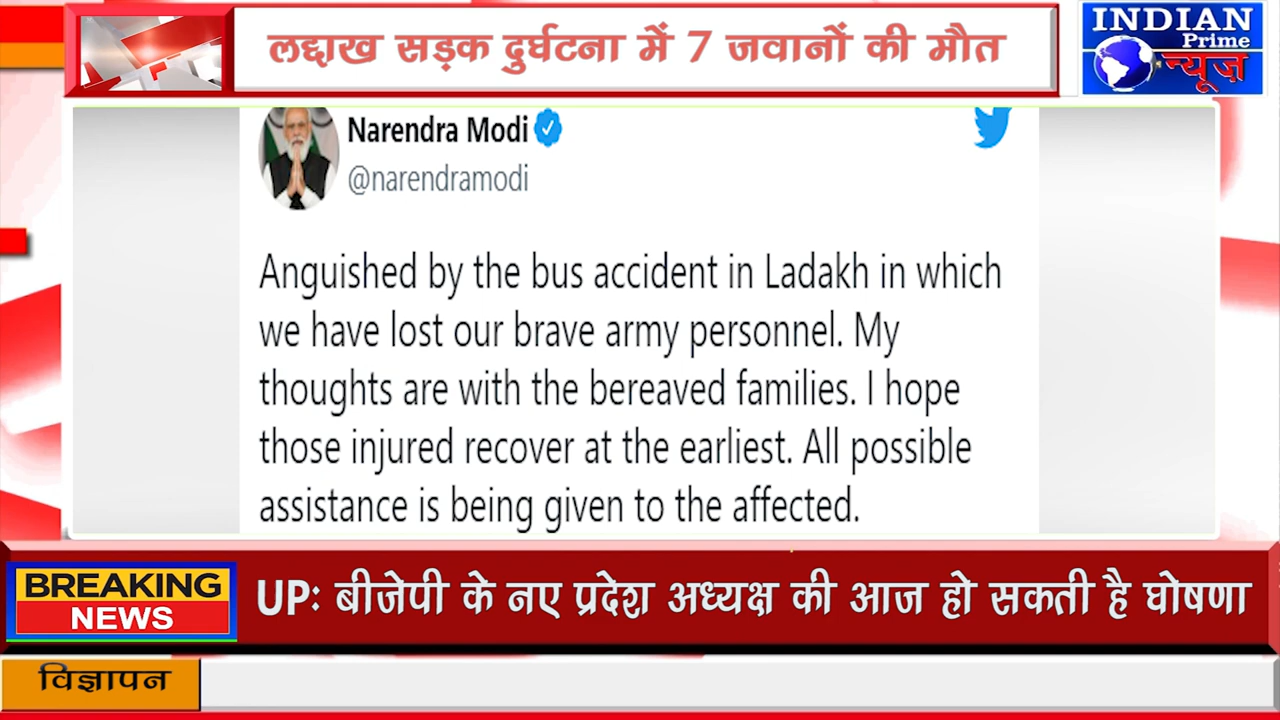 लद्दाख सड़क दुर्घटना में 7 जवानों की मौत
INDIAN
Prime
न्यूज़
Narendra Modi
@narendramodi
Anguished by the bus accident in Ladakh in which
we have lost our brave army personnel. My
thoughts are with the bereaved families. I hope
those injured recover at the earliest. All possible
assistance is being given to the affected.
BREAKING
NEWS
UP: बीजेपी के नए प्रदेश अध्यक्ष की आज हो सकती है घोषणा
विज्ञापन